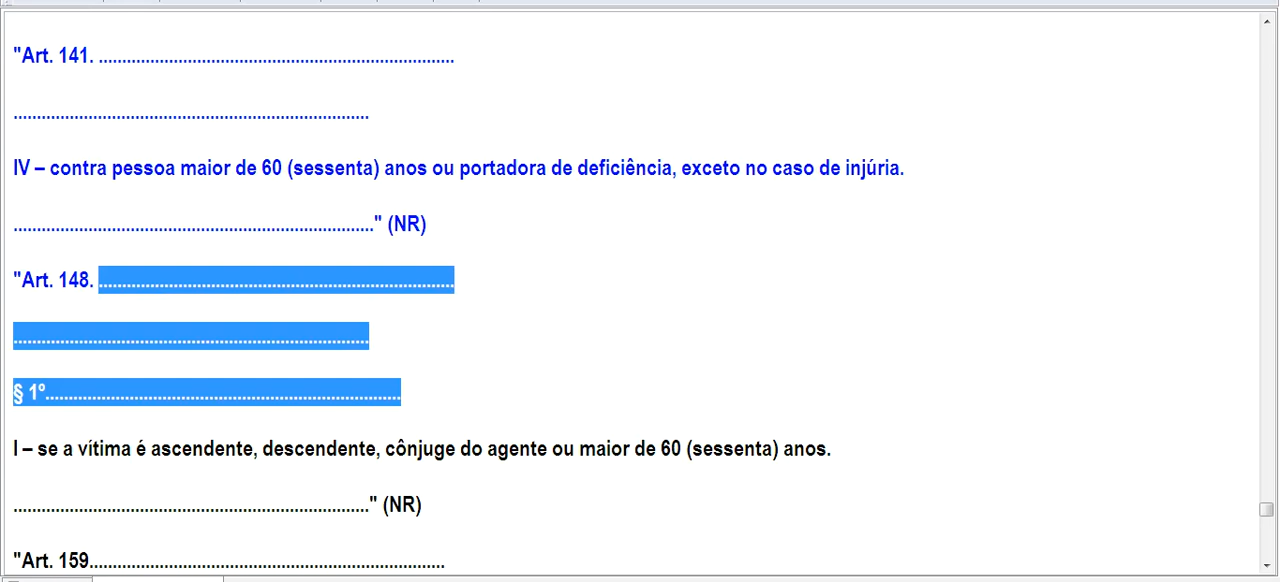 "Art. 141. ............................................................................
............................................................................
IV – contra pessoa maior de 60 (sessenta) anos ou portadora de deficiência, exceto no caso de injúria.
............................................................................." (NR)
"Art. 148. ............................................................................
............................................................................
§ 1º............................................................................
I – se a vítima é ascendente, descendente, cônjuge do agente ou maior de 60 (sessenta) anos.
............................................................................" (NR)
"Art. 159............................................................................